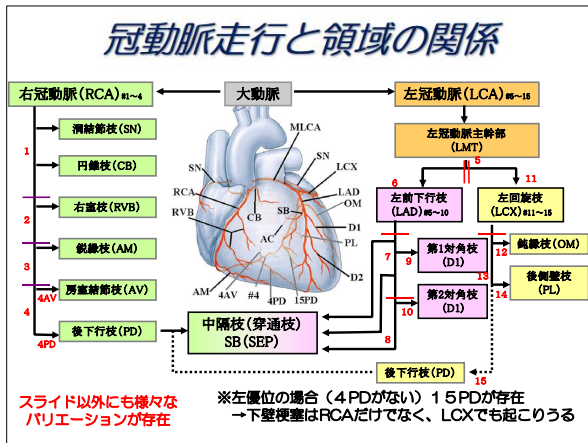 冠動脈走行と領域の関係
右冠動脈(RCA)#1~4
大動脈
左冠動脈(LCA)#5~15
洞結節枝(SN)
円錐枝(CB)
右室枝(RVB)
鋭縁枝(AM)
房室結節枝(AV)
後下行枝(PD)
1
2
3
4AV
4
4PD
MLCA
SN
SN
LCX
RCA
LAD
OM
RVB
CB
SB
D1
AC
PL
D2
AM
4AV
#4
4PD
15PD
左冠動脈主幹部
(LMT)
5
6
11
左前下行枝
(LAD)#6~10
左回旋枝
(LCX)#11~15
7
9
第1対角枝
(D1)
12
鈍縁枝(OM)
13
14
後側壁枝
(PL)
10
第2対角枝
(D1)
8
中隔枝(穿通枝)
SB(SEP)
後下行枝(PD)
15
スライド以外にも様々な
バリエーションが存在
※左優位の場合(4PDがない)15PDが存在
→下壁梗塞はRCAだけでなく、LCXでも起こりうる